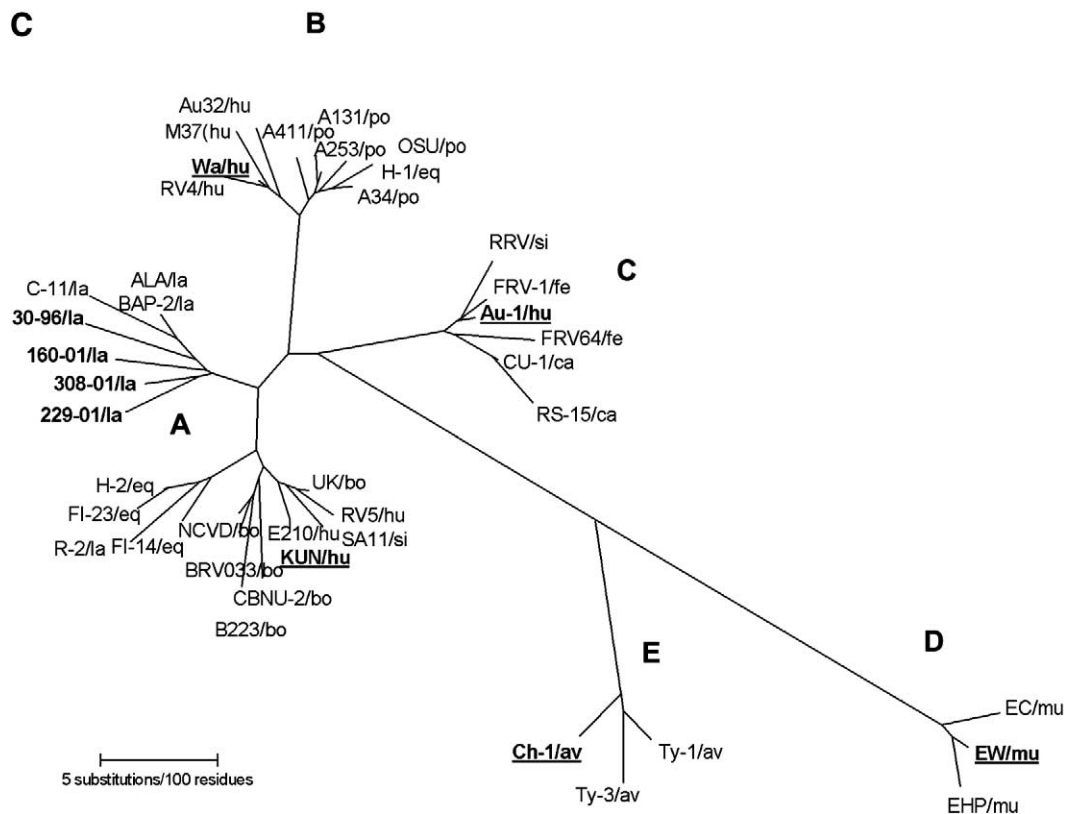 C
B
Au32/hu
A131/po
M37(hu
A411/po
OSU/po
Wa/hu
A253/po
H-1/eq
RV4/hu
A34/po
RRV/si
C
ALA/la
C-11/la
FRV-1/fe
BAP-2/la
30-96/la
Au-1/hu
FRV64/fe
160-01/la
CU-1/ca
308-01/la
229-01/la
RS-15/ca
A
H-2/eq
UK/bo
FI-23/eq
RV5/hu
NCVD/bo
E210/hu
SA11/si
R-2/la
FI-14/eq
KUN/hu
BRV033/bo
CBNU-2/bo
B223/bo
E
D
EC/mu
Ch-1/av
Ty-1/av
EW/mu
5 substitutions/100 residues
Ty-3/av
EHP/mu